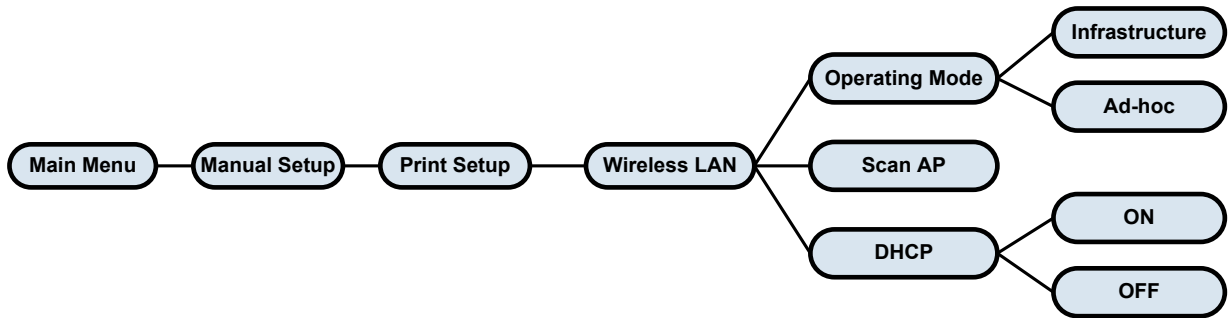 Main Menu
Manual Setup
Print Setup
Wireless LAN
Operating Mode
Infrastructure
Ad-hoc
Scan AP
DHCP
ON
OFF